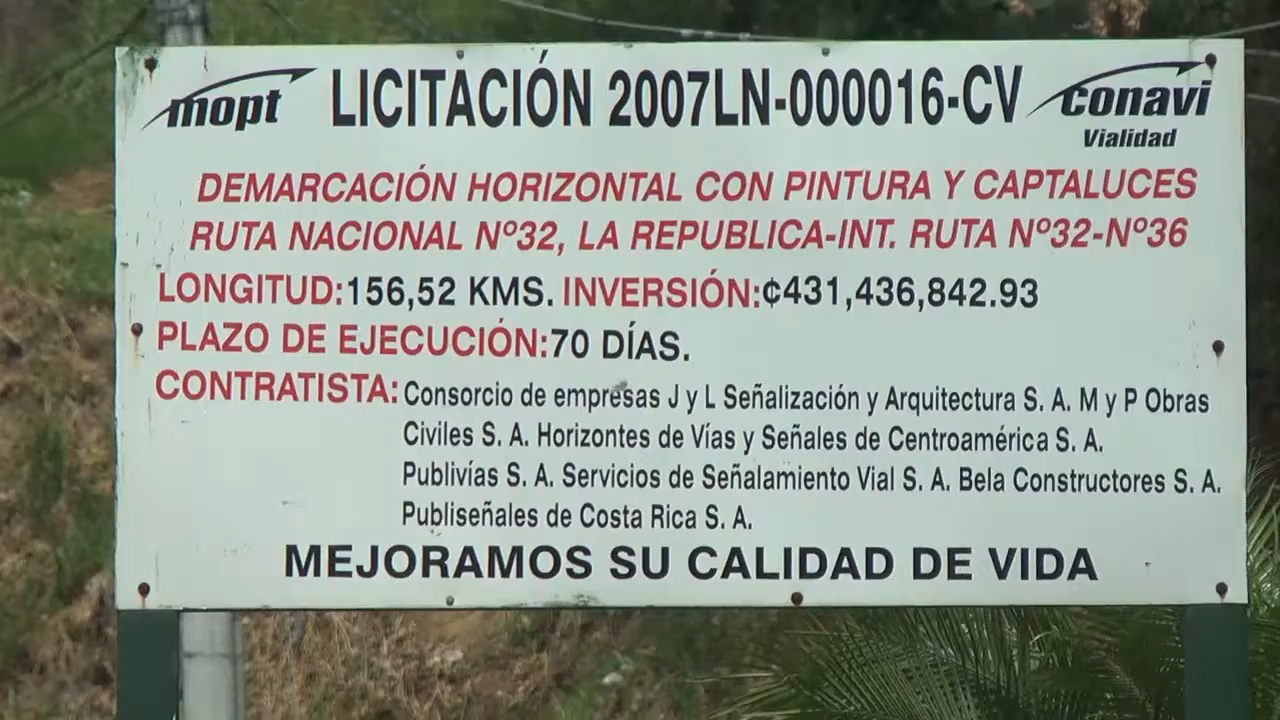 mopt LICITACIÓN 2007LN-000016-CV conavi
Vialidad
DEMARCACIÓN HORIZONTAL CON PINTURA Y CAPTALUCES
RUTA NACIONAL Nº32, LA REPUBLICA-INT. RUTA Nº32-Nº36
LONGITUD:156,52 KMS. INVERSIÓN:¢431,436,842.93
PLAZO DE EJECUCIÓN:70 DÍAS.
CONTRATISTA: Consorcio de empresas J y L Señalización y Arquitectura S. A. M y P Obras
Civiles S. A. Horizontes de Vías y Señales de Centroamérica S. A.
Publivías S. A. Servicios de Señalamiento Vial S. A. Bela Constructores S. A.
Publiseñales de Costa Rica S. A.
MEJORAMOS SU CALIDAD DE VIDA